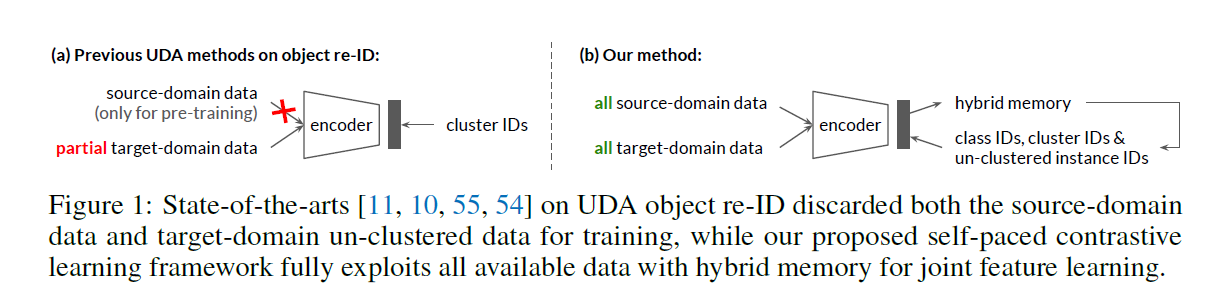 (a) Previous UDA methods on object re-ID:
source-domain data
(only for pre-training)
partial target-domain data
encoder
cluster IDs
(b) Our method:
all source-domain data
all target-domain data
encoder
hybrid memory
class IDs, cluster IDs &
un-clustered instance IDs
Figure 1: State-of-the-arts [11, 10, 55, 54] on UDA object re-ID discarded both the source-domain
data and target-domain un-clustered data for training, while our proposed self-paced contrastive
learning framework fully exploits all available data with hybrid memory for joint feature learning.